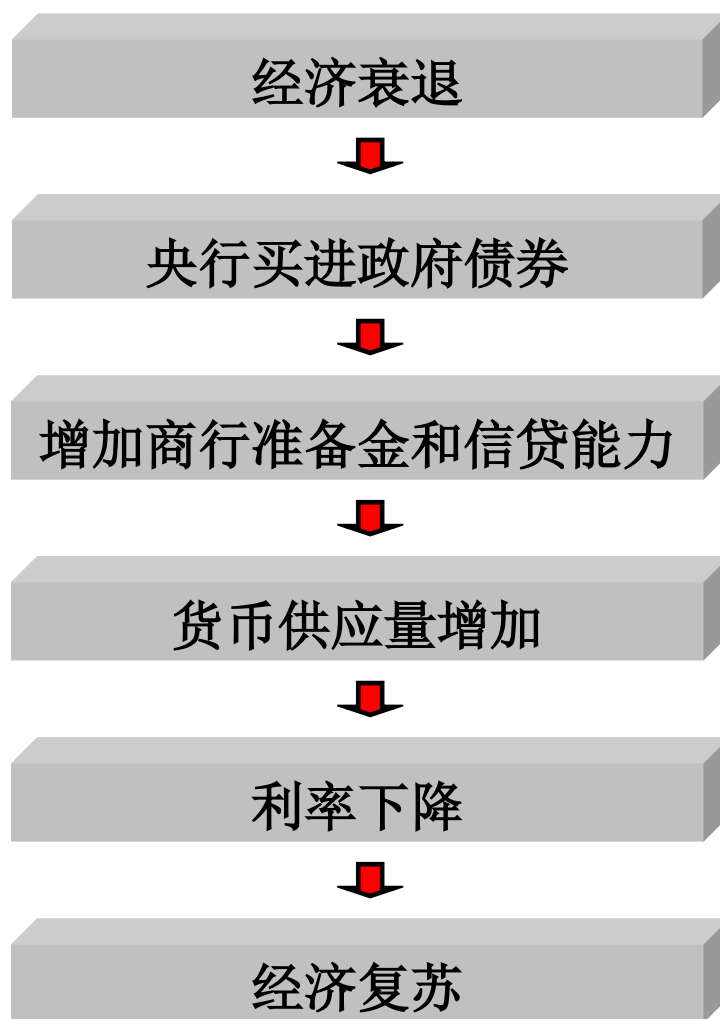 经济衰退
央行买进政府债券
增加商行准备金和信贷能力
货币供应量增加
利率下降
经济复苏